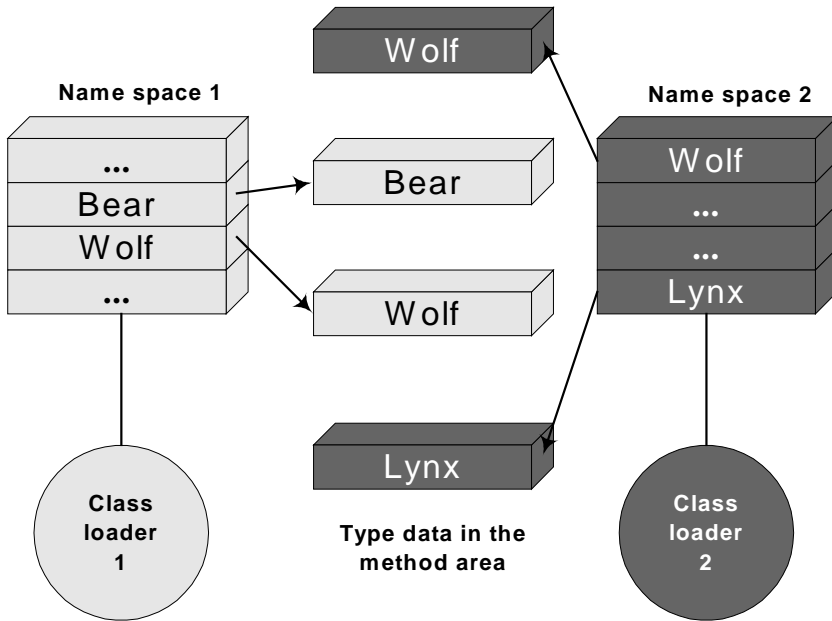 Wolf
Name space 1
Name space 2
...
Bear
Wolf
...
Bear
Wolf
Lynx
Wolf
...
...
Lynx
Class
loader
1
Type data in the
method area
Class
loader
2